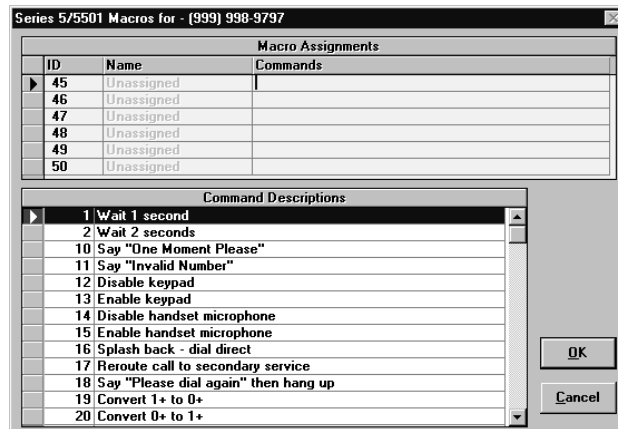 Series 5/5501 Macros for - (999) 998-9797
Macro Assignments
ID Name Commands
45 Unassigned
46 Unassigned
47 Unassigned
48 Unassigned
49 Unassigned
50 Unassigned
Command Descriptions
1 Wait 1 second
2 Wait 2 seconds
10 Say "One Moment Please"
11 Say "Invalid Number"
12 Disable keypad
13 Enable keypad
14 Disable handset microphone
15 Enable handset microphone
16 Splash back - dial direct
17 Reroute call to secondary service
18 Say "Please dial again" then hang up
19 Convert 1+ to 0+
20 Convert 0+ to 1+
OK
Cancel